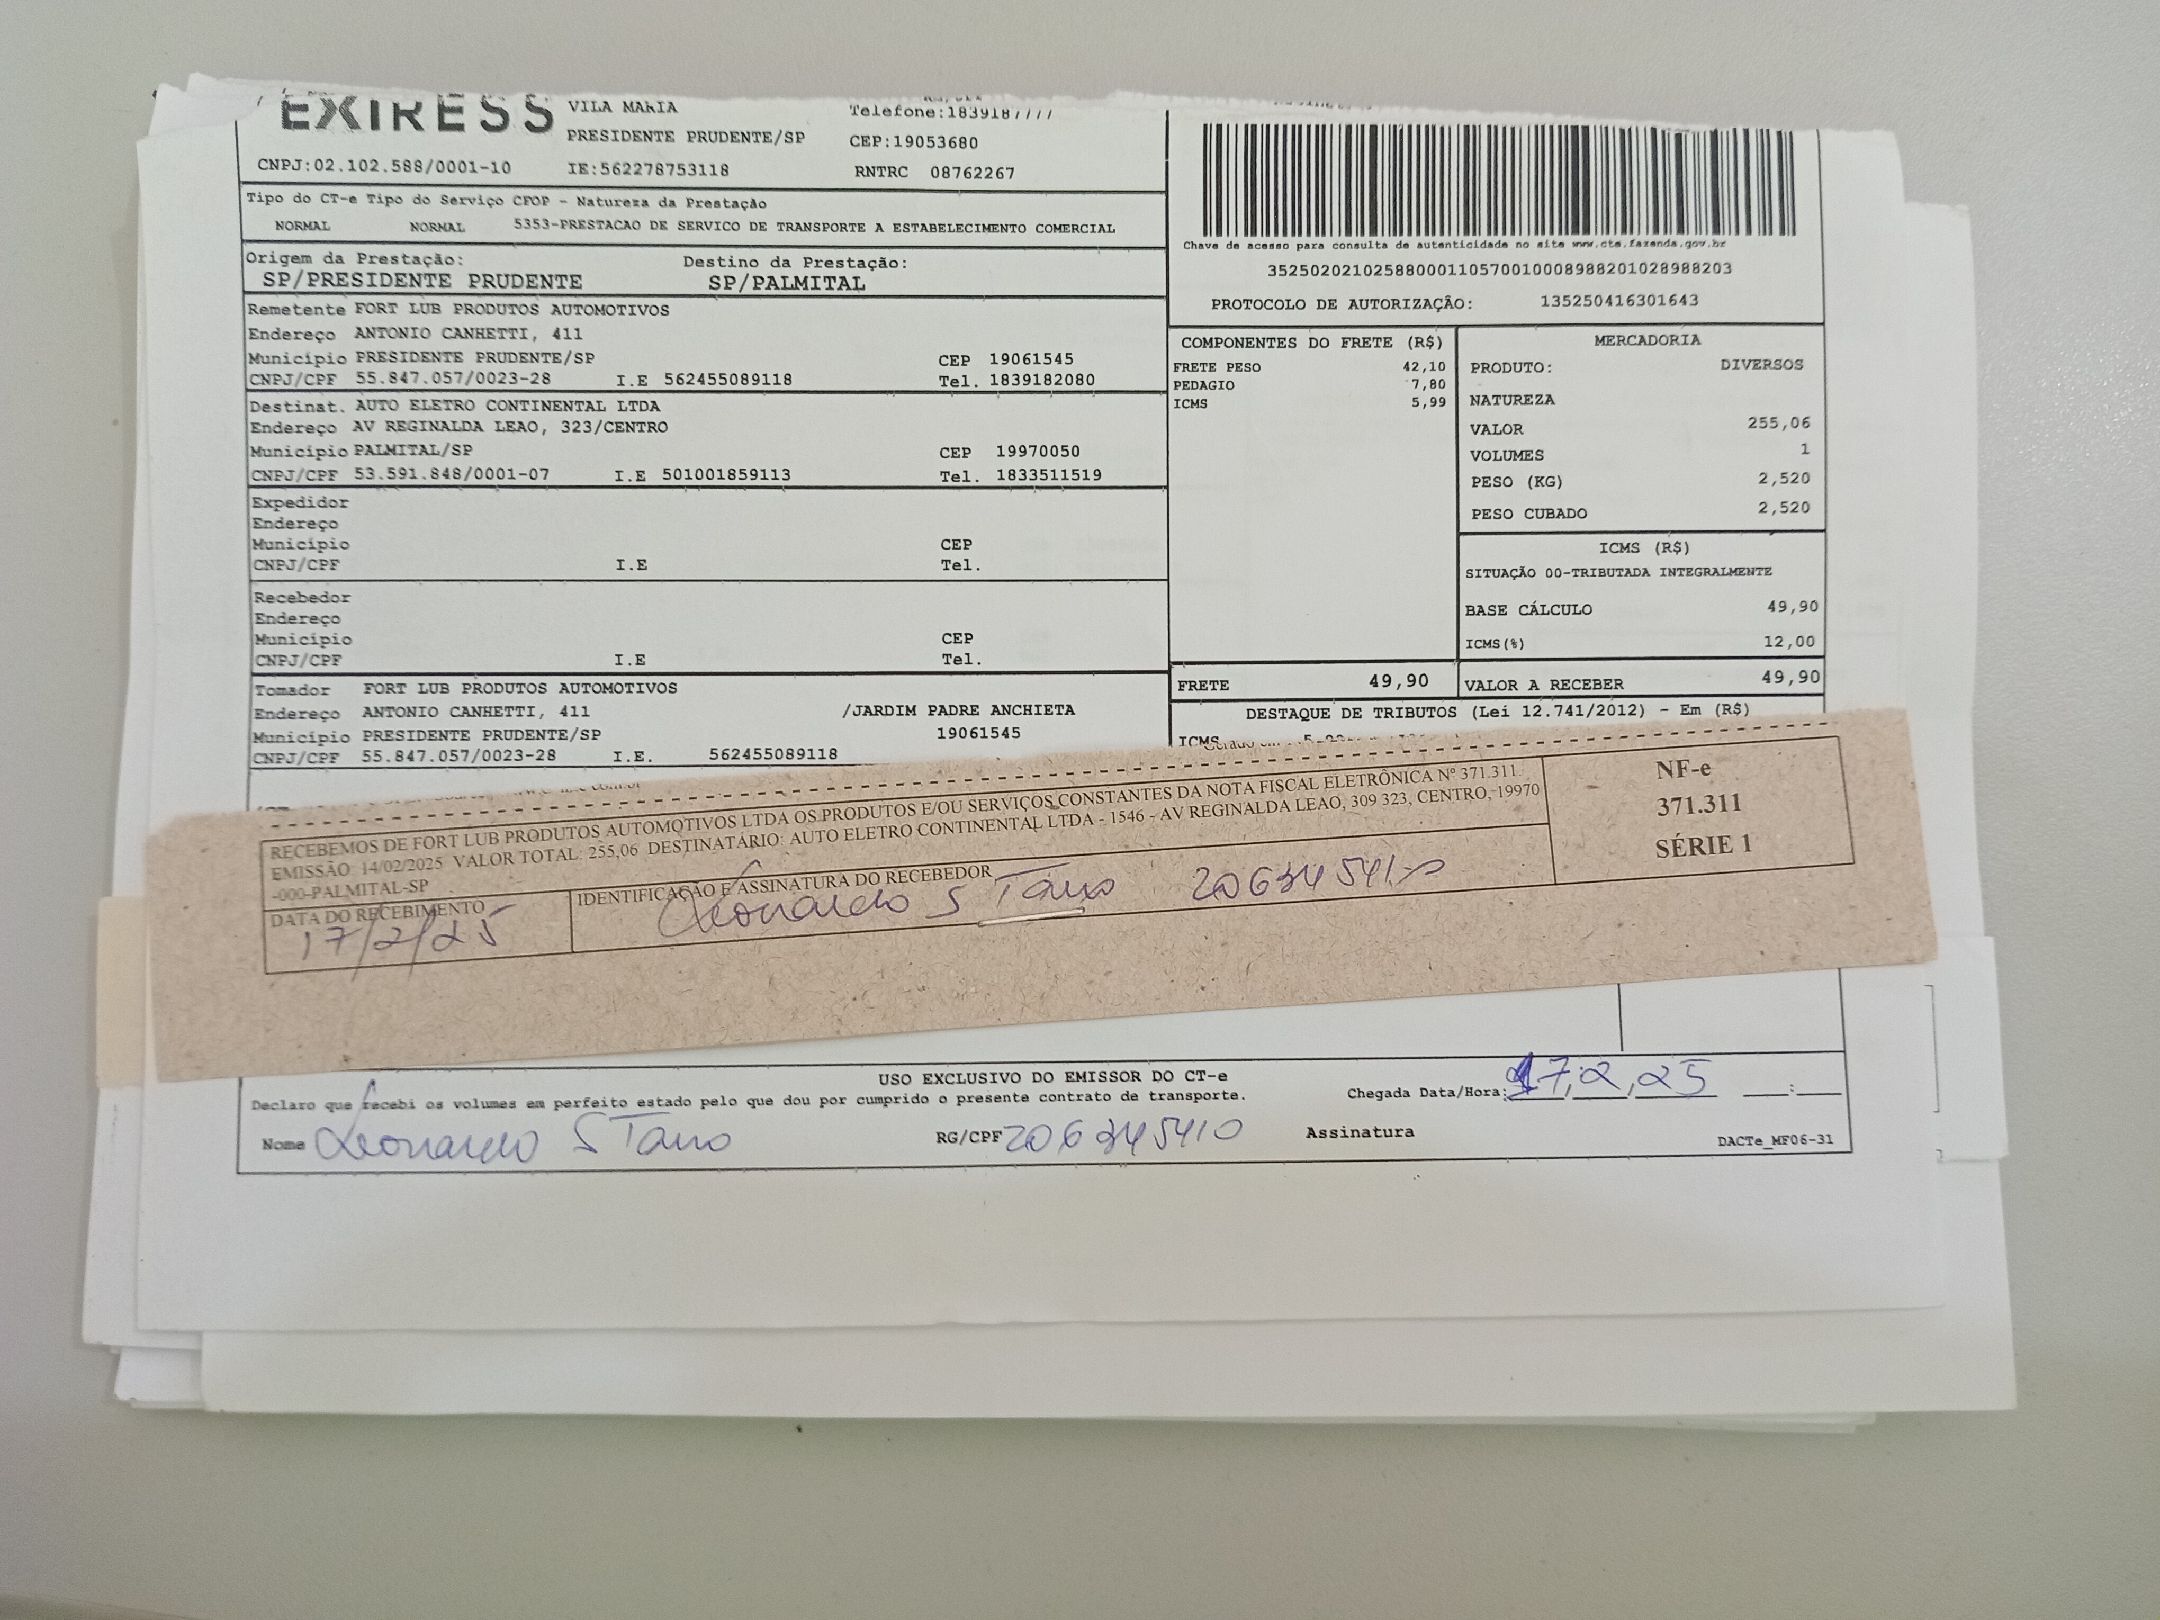 EXPRESS
VILA MARIA
PRESIDENTE PRUDENTE/SP
Telefone:1839187777
CEP:19053680
CNPJ:02.102.588/0001-10 IE:562278753118 RNTRC 08762267
Tipo do CT-e Tipo do Serviço CFOP - Natureza da Prestação
NORMAL NORMAL 5353-PRESTACAO DE SERVICO DE TRANSPORTE A ESTABELECIMENTO COMERCIAL
Origem da Prestação: Destino da Prestação:
SP/PRESIDENTE PRUDENTE SP/PALMITAL
Remetente FORT LUB PRODUTOS AUTOMOTIVOS
Endereço ANTONIO CANHETTI, 411
Município PRESIDENTE PRUDENTE/SP CEP 19061545
CNPJ/CPF 55.847.057/0023-28 I.E 562455089118 Tel. 1839182080
Destinat. AUTO ELETRO CONTINENTAL LTDA
Endereço AV REGINALDA LEAO, 323/CENTRO
Município PALMITAL/SP CEP 19970050
CNPJ/CPF 53.591.848/0001-07 I.E 501001859113 Tel. 1833511519
Expedidor
Endereço
Município CEP
CNPJ/CPF I.E Tel.
Recebedor
Endereço
Município CEP
CNPJ/CPF I.E Tel.
Tomador FORT LUB PRODUTOS AUTOMOTIVOS
Endereço ANTONIO CANHETTI, 411 /JARDIM PADRE ANCHIETA
Município PRESIDENTE PRUDENTE/SP 19061545
CNPJ/CPF 55.847.057/0023-28 I.E. 562455089118
Chave de acesso para consulta de autenticidade no site www.cte.fazenda.gov.br
35250202102588000110570010008988201028988203
PROTOCOLO DE AUTORIZAÇÃO: 135250416301643
COMPONENTES DO FRETE (R$)
FRETE PESO 42,10
PEDAGIO 7,80
ICMS 5,99
MERCADORIA
PRODUTO: DIVERSOS
NATUREZA
VALOR 255,06
VOLUMES 1
PESO (KG) 2,520
PESO CUBADO 2,520
ICMS (R$)
SITUAÇÃO 00-TRIBUTADA INTEGRALMENTE
BASE CÁLCULO 49,90
ICMS(%) 12,00
FRETE 49,90 VALOR A RECEBER 49,90
DESTAQUE DE TRIBUTOS (Lei 12.741/2012) - Em (R$)
ICMS
RECEBEMOS DE FORT LUB PRODUTOS AUTOMOTIVOS LTDA OS PRODUTOS E/OU SERVIÇOS CONSTANTES DA NOTA FISCAL ELETRÔNICA Nº 371.311.
EMISSÃO: 14/02/2025 VALOR TOTAL: 255,06 DESTINATÁRIO: AUTO ELETRO CONTINENTAL LTDA - 1546 - AV REGINALDA LEAO, 309 323, CENTRO, 19970
-000-PALMITAL-SP
DATA DO RECEBIMENTO
17/2/25
IDENTIFICAÇÃO E ASSINATURA DO RECEBEDOR
Leonardo S Tano 206345410
NF-e
371.311
SÉRIE 1
USO EXCLUSIVO DO EMISSOR DO CT-e
Declaro que recebi os volumes em perfeito estado pelo que dou por cumprido o presente contrato de transporte.
Chegada Data/Hora: 17,2,25 :
Nome Leonardo S Tano RG/CPF 206345410 Assinatura
DACTe_MF06-31